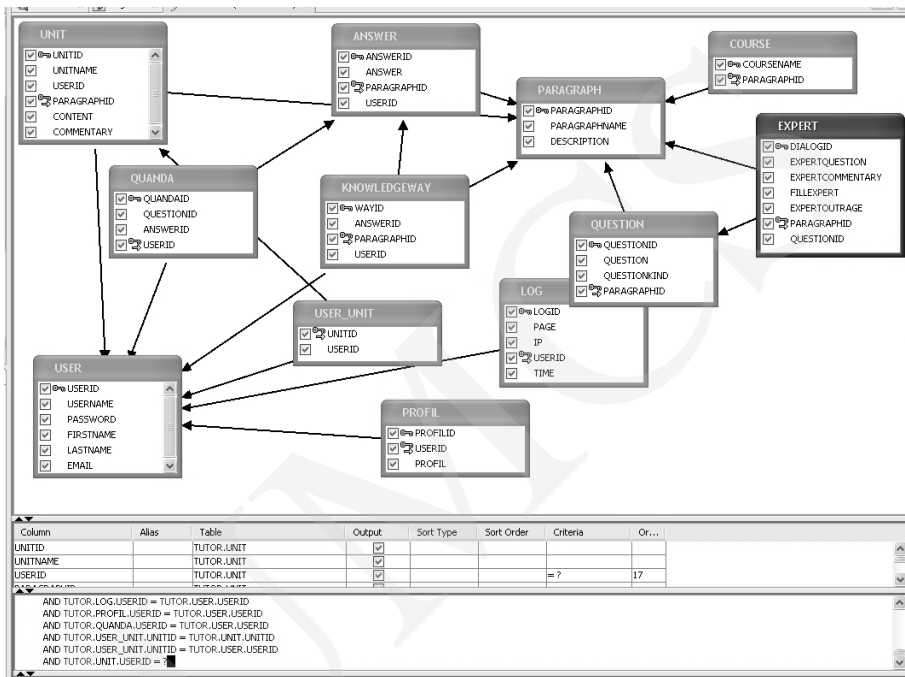 UNIT
UNITID
UNITNAME
USERID
PARAGRAPHID
CONTENT
COMMENTARY
ANSWER
ANSWERID
ANSWER
PARAGRAPHID
USERID
COURSE
COURSENAME
PARAGRAPHID
PARAGRAPH
PARAGRAPHID
PARAGRAPHNAME
DESCRIPTION
EXPERT
DIALOGID
EXPERTQUESTION
EXPERTCOMMENTARY
FILLEXPERT
EXPERTOUTRAGE
PARAGRAPHID
QUESTIONID
QUANDA
QUANDAID
QUESTIONID
ANSWERID
USERID
KNOWLEDGEWAY
WAYID
ANSWERID
PARAGRAPHID
USERID
QUESTION
QUESTIONID
QUESTION
QUESTIONKIND
PARAGRAPHID
LOG
LOGID
PAGE
IP
USERID
TIME
USER_UNIT
UNITID
USERID
USER
USERID
USERNAME
PASSWORD
FIRSTNAME
LASTNAME
EMAIL
PROFIL
PROFILID
USERID
PROFIL
Column Alias Table Output Sort Type Sort Order Criteria Or...
UNITID TUTOR.UNIT
UNITNAME TUTOR.UNIT
USERID TUTOR.UNIT = ? 17
AND TUTOR.LOG.USERID = TUTOR.USER.USERID
AND TUTOR.PROFIL.USERID = TUTOR.USER.USERID
AND TUTOR.QUANDA.USERID = TUTOR.USER.USERID
AND TUTOR.USER_UNIT.UNITID = TUTOR.UNIT.UNITID
AND TUTOR.USER_UNIT.UNITID = TUTOR.USER.USERID
AND TUTOR.UNIT.USERID = ?
UMCS